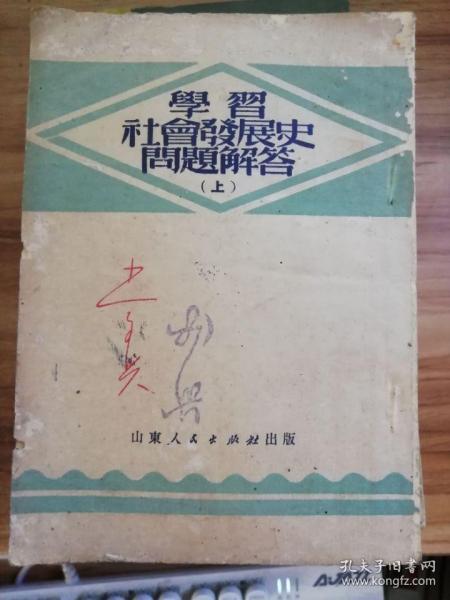 學習
社會發展史
問題解答
（上）
山東人民出版社出版
孔夫子旧书网
www.kongfz.com